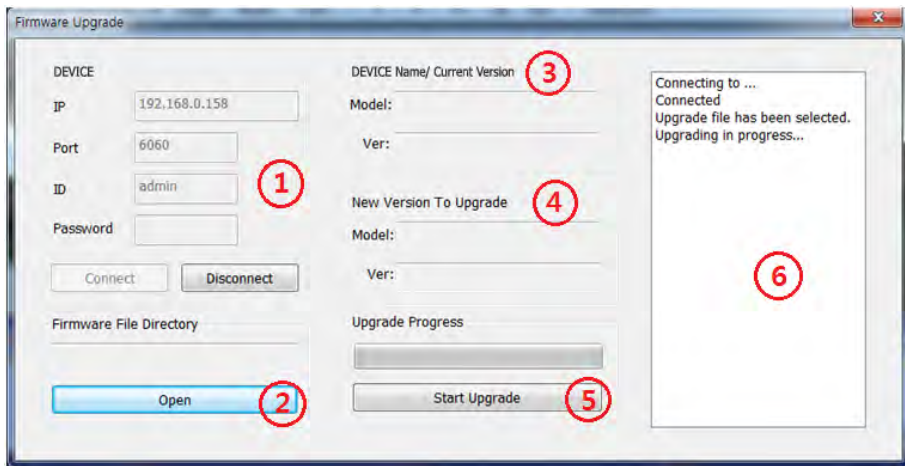 Firmware Upgrade
DEVICE
IP
192.168.0.158
Port
6060
ID
admin
Password
1
Connect
Disconnect
Firmware File Directory
Open
2
DEVICE Name/ Current Version
3
Model:
Ver:
New Version To Upgrade
4
Model:
Ver:
Upgrade Progress
Start Upgrade
5
Connecting to ...
Connected
Upgrade file has been selected.
Upgrading in progress...
6